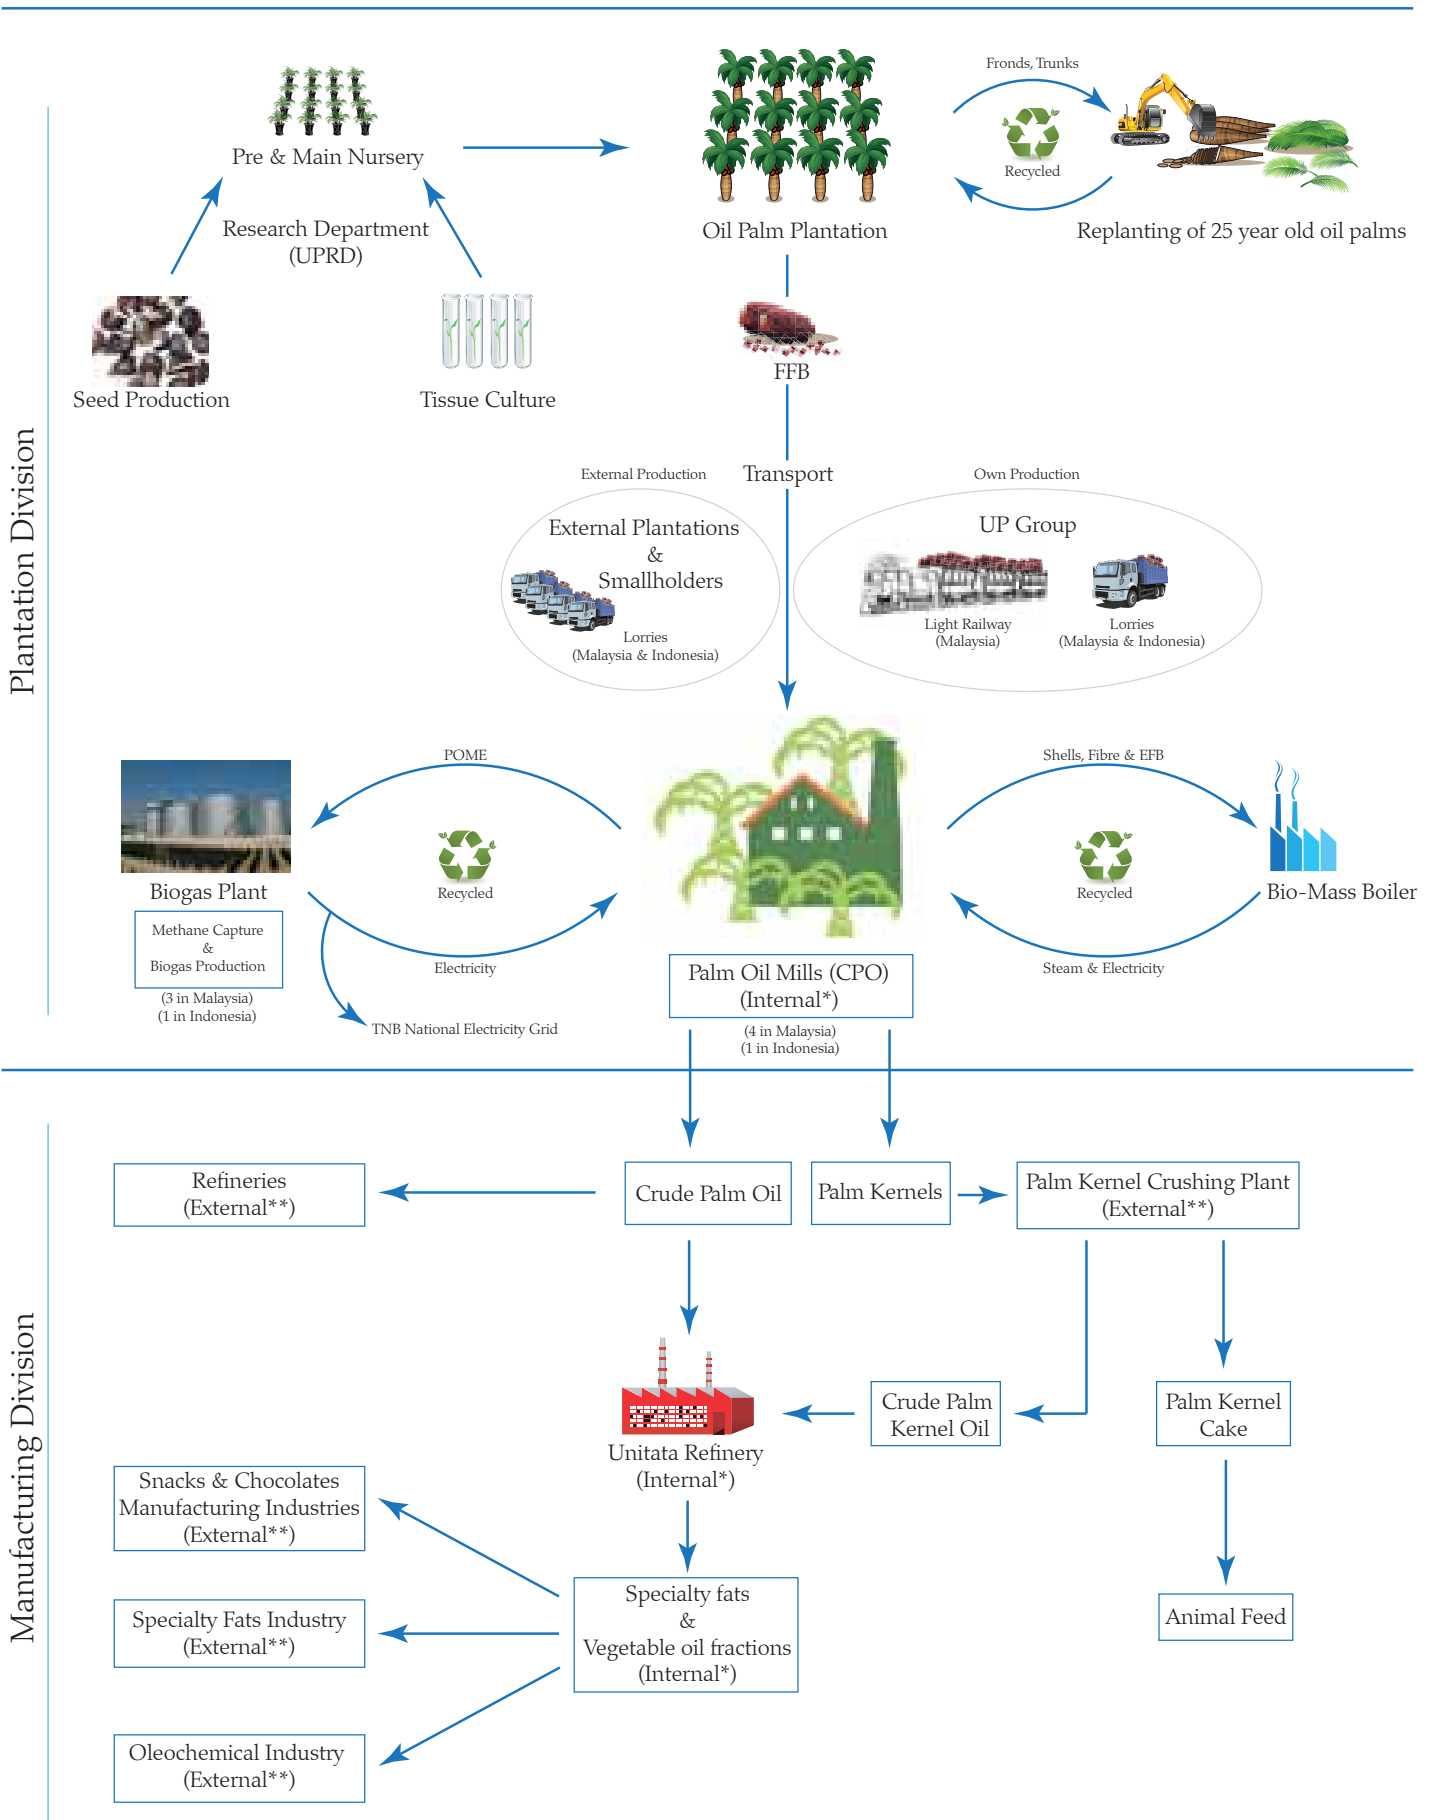 Plantation Division
Fronds, Trunks
Recycled
Pre & Main Nursery
Research Department
(UPRD)
Seed Production
Tissue Culture
Oil Palm Plantation
Replanting of 25 year old oil palms
FFB
Transport
External Production
External Plantations
&
Smallholders
Lorries
(Malaysia & Indonesia)
Own Production
UP Group
Light Railway
(Malaysia)
Lorries
(Malaysia & Indonesia)
POME
Recycled
Electricity
Biogas Plant
Methane Capture
&
Biogas Production
(3 in Malaysia)
(1 in Indonesia)
TNB National Electricity Grid
Shells, Fibre & EFB
Recycled
Steam & Electricity
Bio-Mass Boiler
Palm Oil Mills (CPO)
(Internal*)
(4 in Malaysia)
(1 in Indonesia)
Manufacturing Division
Refineries
(External**)
Crude Palm Oil
Palm Kernels
Palm Kernel Crushing Plant
(External**)
Crude Palm
Kernel Oil
Palm Kernel
Cake
Unitata Refinery
(Internal*)
Snacks & Chocolates
Manufacturing Industries
(External**)
Specialty fats
&
Vegetable oil fractions
(Internal*)
Specialty Fats Industry
(External**)
Animal Feed
Oleochemical Industry
(External**)